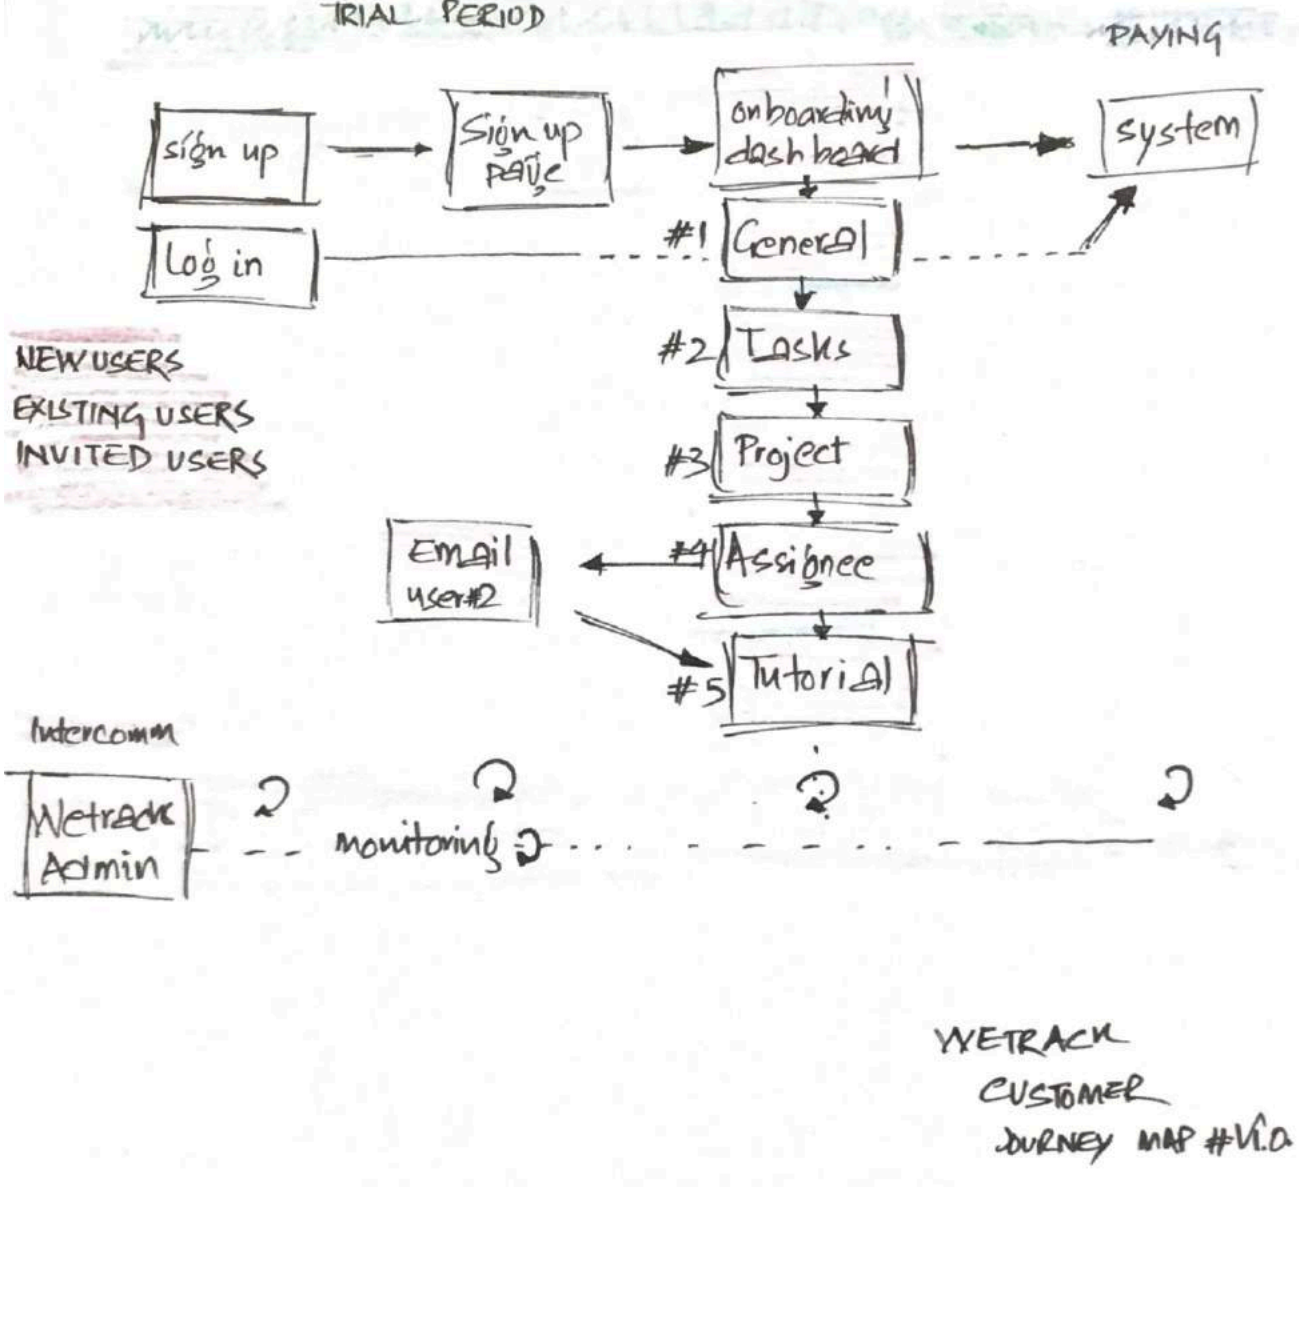 TRIAL PERIOD
PAYING
sign up
Sign up
page
onboarding
dashboard
system
Log in
#1 General
#2 Tasks
#3 Project
#4 Assignee
#5 Tutorial
NEW USERS
EXISTING USERS
INVITED USERS
Email
user#2
Intercomm
Wetrack
Admin
monitoring
WETRACK
CUSTOMER
JOURNEY MAP #V1.0